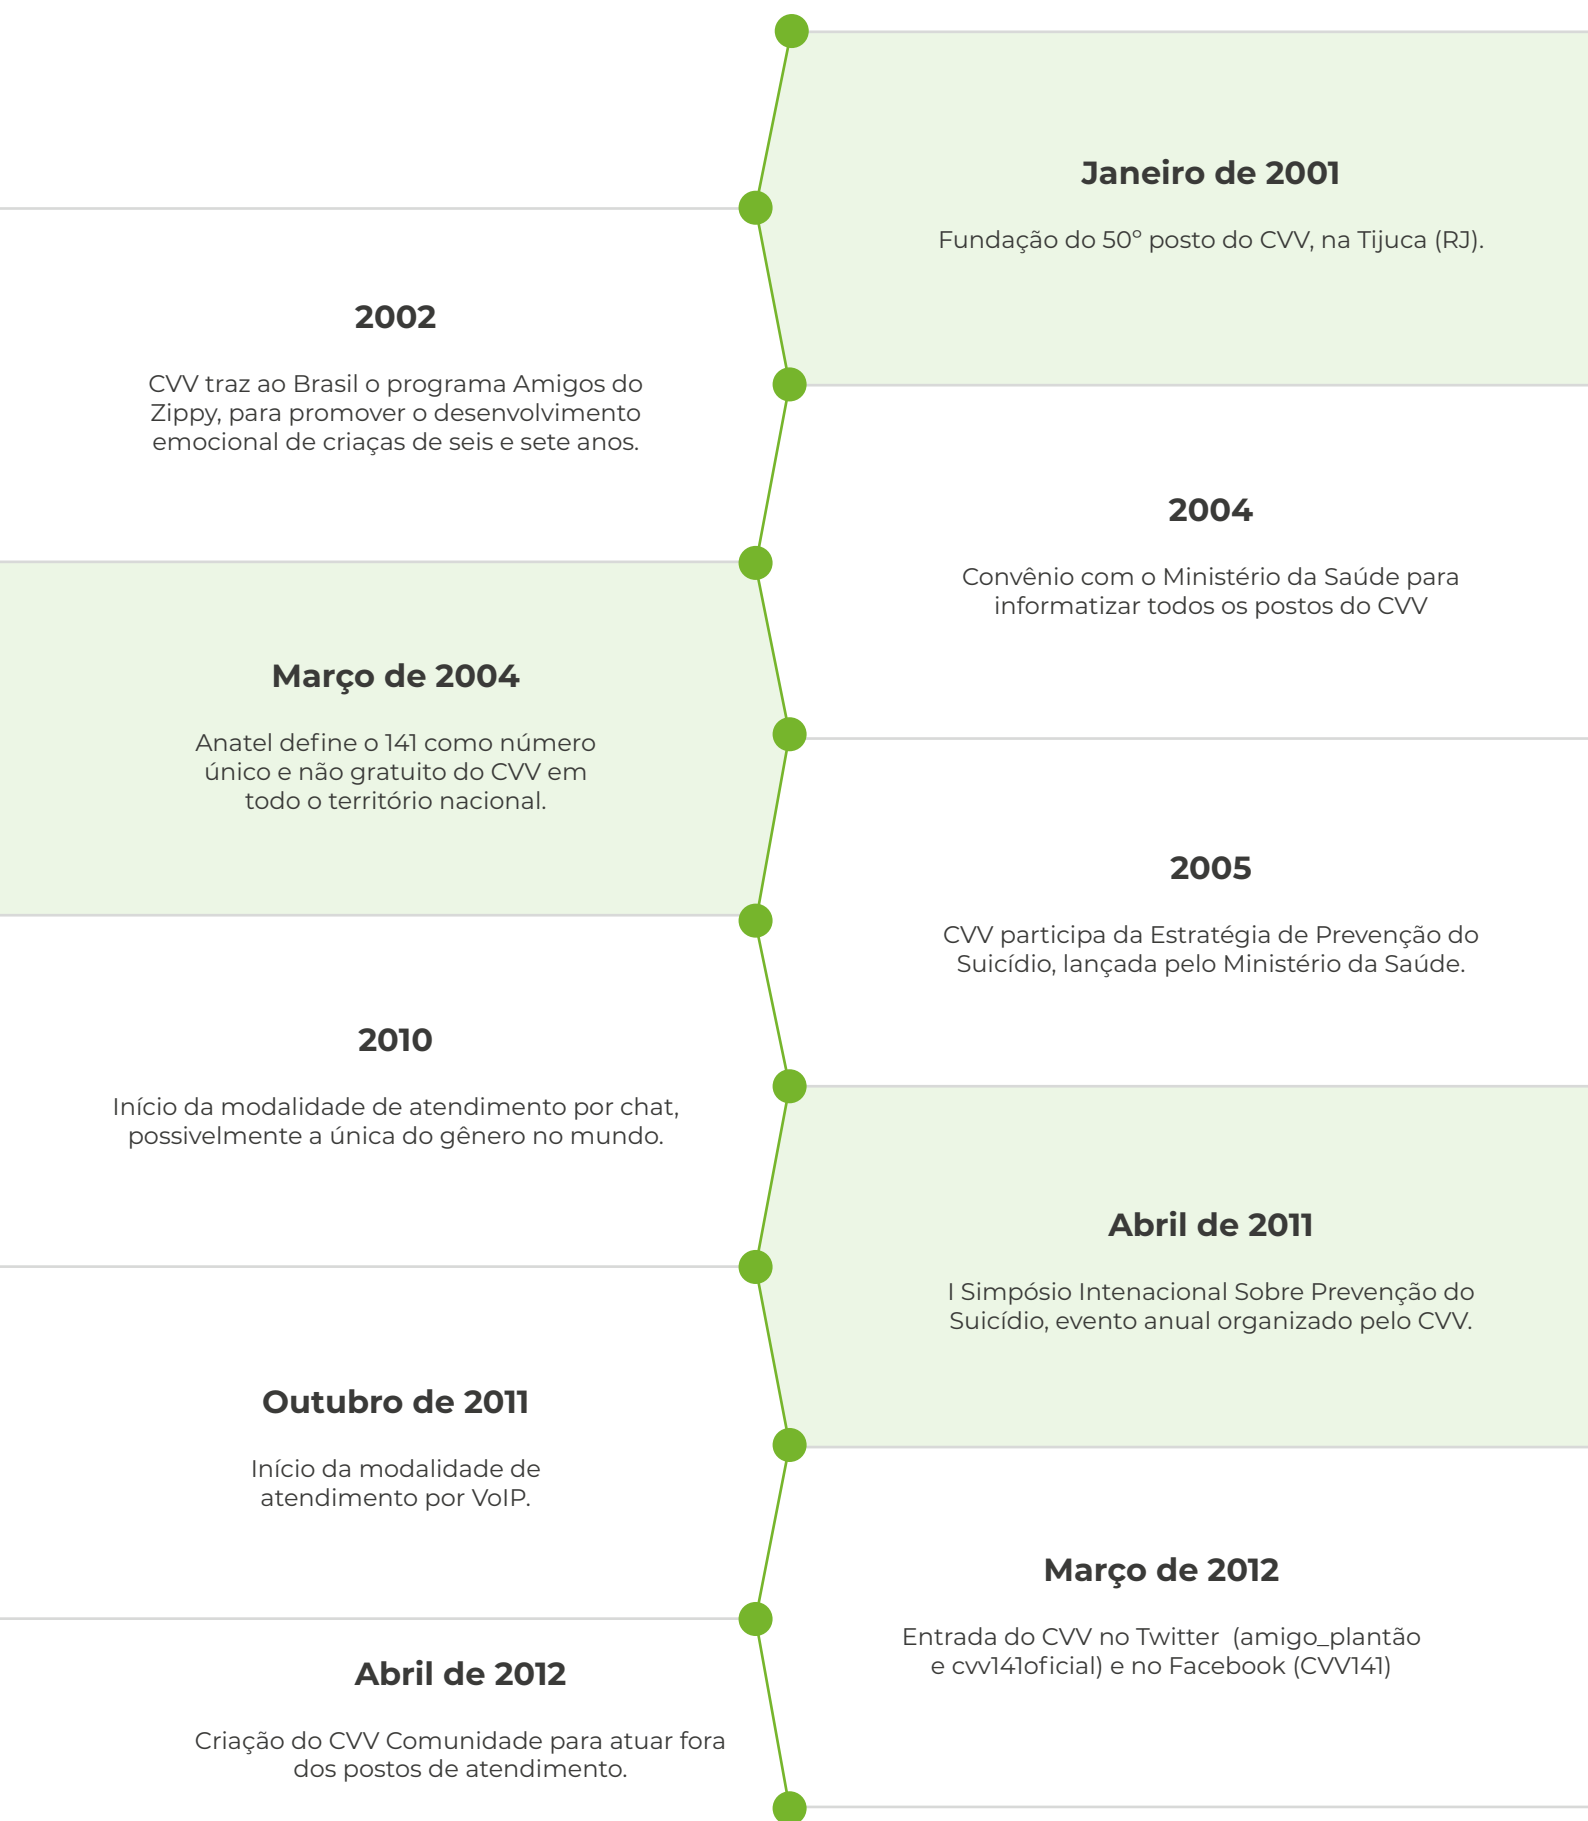 Janeiro de 2001
Fundação do 50º posto do CVV, na Tijuca (RJ).
2002
CVV traz ao Brasil o programa Amigos do
Zippy, para promover o desenvolvimento
emocional de criaças de seis e sete anos.
2004
Convênio com o Ministério da Saúde para
informatizar todos os postos do CVV
Março de 2004
Anatel define o 141 como número
único e não gratuito do CVV em
todo o território nacional.
2005
CVV participa da Estratégia de Prevenção do
Suicídio, lançada pelo Ministério da Saúde.
2010
Início da modalidade de atendimento por chat,
possivelmente a única do gênero no mundo.
Abril de 2011
I Simpósio Intenacional Sobre Prevenção do
Suicídio, evento anual organizado pelo CVV.
Outubro de 2011
Início da modalidade de
atendimento por VoIP.
Março de 2012
Entrada do CVV no Twitter  (amigo_plantão
e cvv141oficial) e no Facebook (CVV141)
Abril de 2012
Criação do CVV Comunidade para atuar fora
dos postos de atendimento.